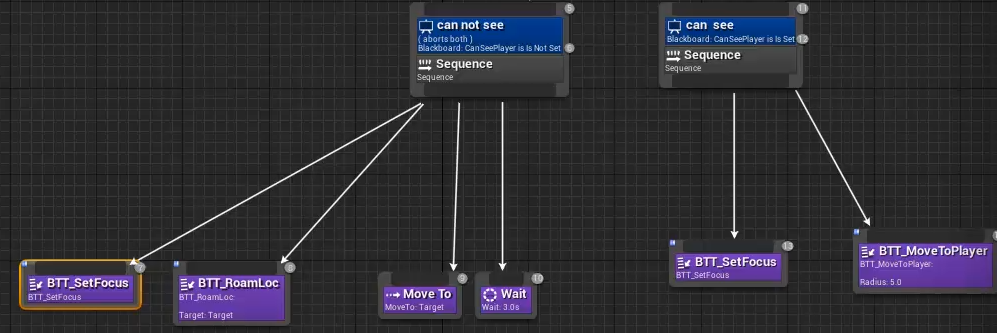 5
can not see
( aborts both )
Blackboard: CanSeePlayer is Is Not Set
6
Sequence
Sequence
11
can see
Blackboard: CanSeePlayer is Is Set
12
Sequence
Sequence
7
BTT_SetFocus
BTT_SetFocus
8
BTT_RoamLoc
BTT_RoamLoc:
Target: Target
9
Move To
MoveTo: Target
10
Wait
Wait: 3.0s
13
BTT_SetFocus
BTT_SetFocus
BTT_MoveToPlayer
BTT_MoveToPlayer:
Radius: 5.0